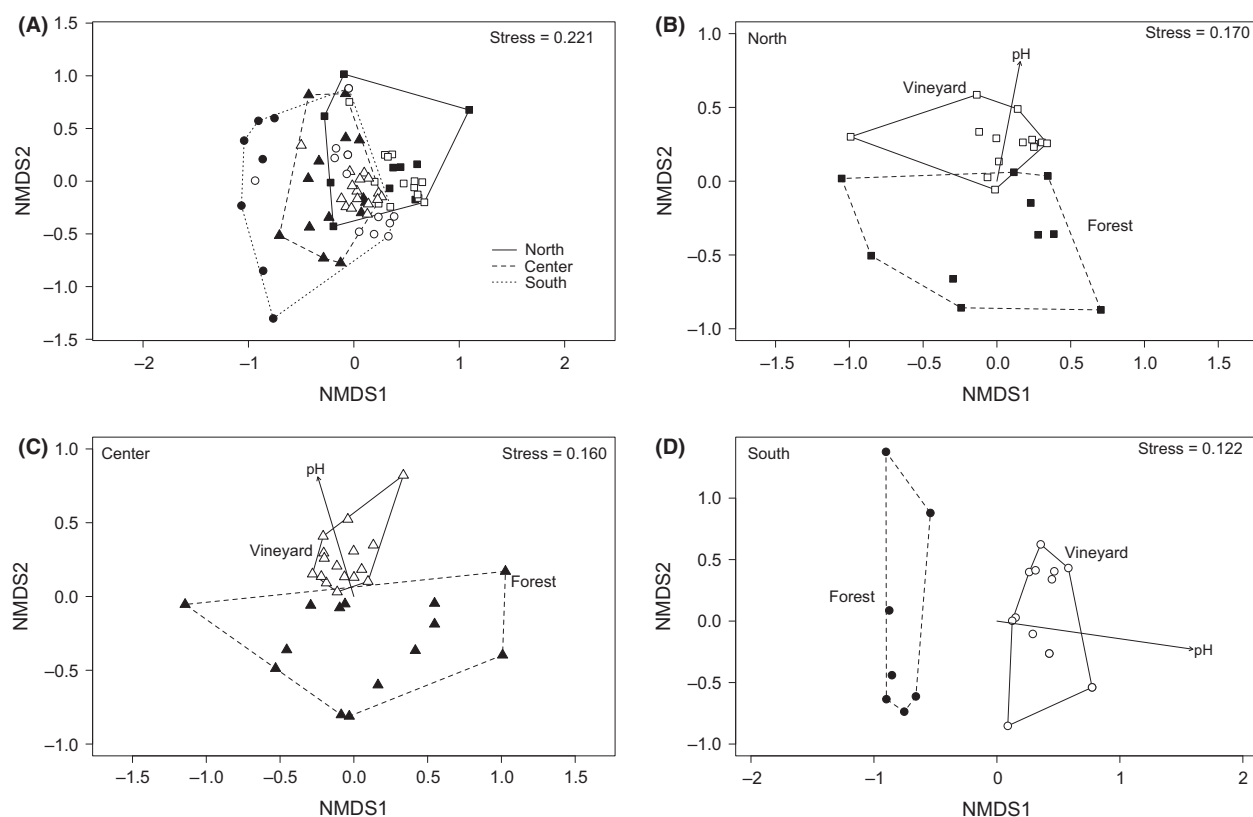 (A)
Stress = 0.221
1.5
1.0
0.5
0.0
−0.5
−1.0
−1.5
NMDS2
−2
−1
0
1
2
NMDS1
North
Center
South
(B)
North
Stress = 0.170
pH
Vineyard
Forest
1.0
0.5
0.0
−0.5
−1.0
NMDS2
−1.5
−1.0
−0.5
0.0
0.5
1.0
1.5
NMDS1
(C)
Center
Stress = 0.160
pH
Vineyard
Forest
1.0
0.5
0.0
−0.5
−1.0
NMDS2
−1.5
−1.0
−0.5
0.0
0.5
1.0
1.5
NMDS1
(D)
South
Stress = 0.122
Vineyard
Forest
pH
1.0
0.5
0.0
−0.5
−1.0
NMDS2
−2
−1
0
1
2
NMDS1